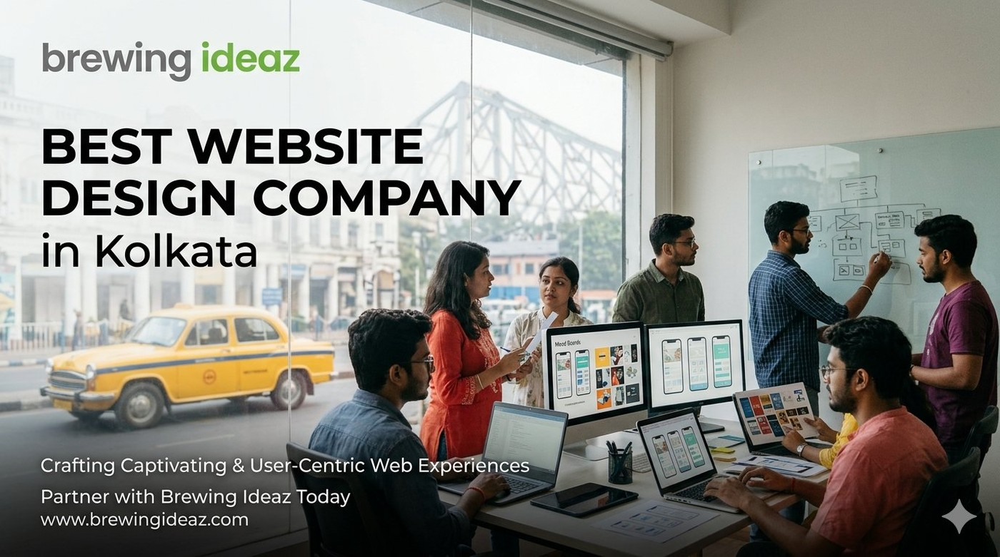 brewing ideaz
BEST WEBSITE
DESIGN COMPANY
in Kolkata
Mood Boards
Crafting Captivating & User-Centric Web Experiences
Partner with Brewing Ideaz Today
www.brewingideaz.com